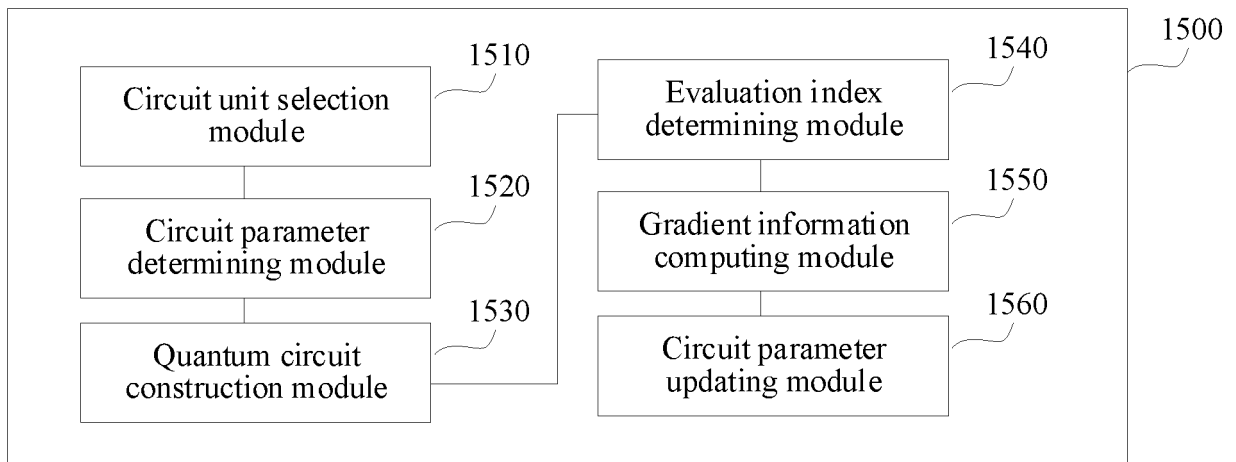 1500
1510
Circuit unit selection
module
1520
Circuit parameter
determining module
1530
Quantum circuit
construction module
1540
Evaluation index
determining module
1550
Gradient information
computing module
1560
Circuit parameter
updating module